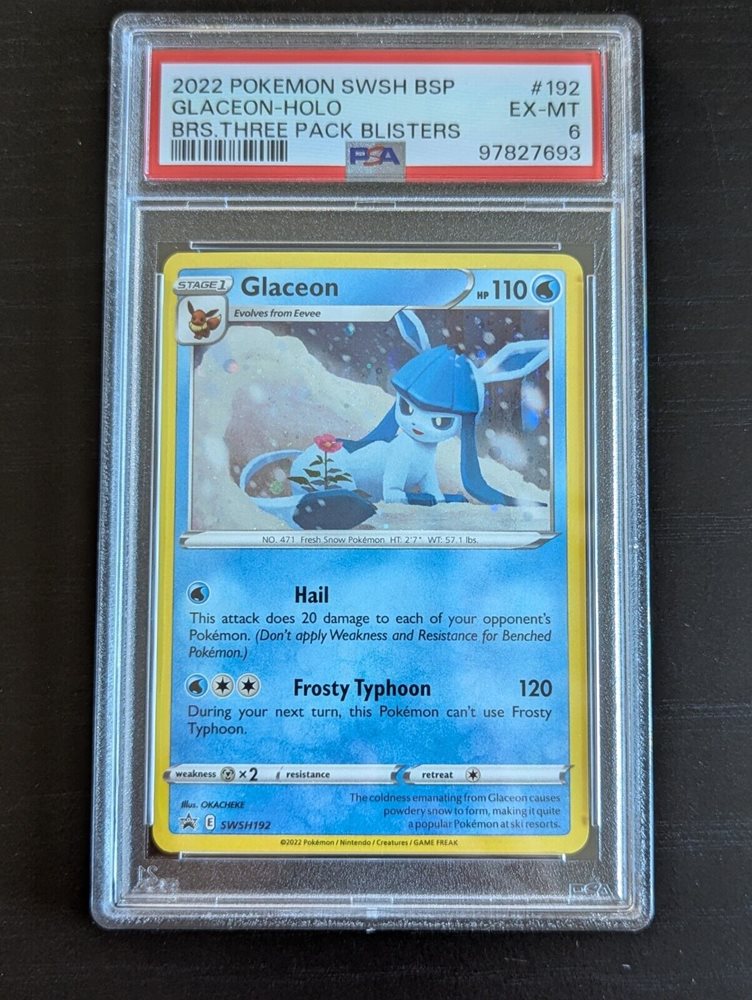 2022 POKEMON SWSH BSP #192
GLACEON-HOLO EX-MT
BRS.THREE PACK BLISTERS 6
PSA 97827693
STAGE 1 Glaceon HP 110
Evolves from Eevee
NO. 471 Fresh Snow Pokémon HT: 2'7" WT: 57.1 lbs.
Hail
This attack does 20 damage to each of your opponent's
Pokémon. (Don't apply Weakness and Resistance for Benched
Pokémon.)
Frosty Typhoon 120
During your next turn, this Pokémon can't use Frosty
Typhoon.
weakness ×2 resistance retreat
Illus. OKACHEKE
The coldness emanating from Glaceon causes
powdery snow to form, making it quite
a popular Pokémon at ski resorts.
E SWSH192
©2022 Pokémon / Nintendo / Creatures / GAME FREAK
PSA